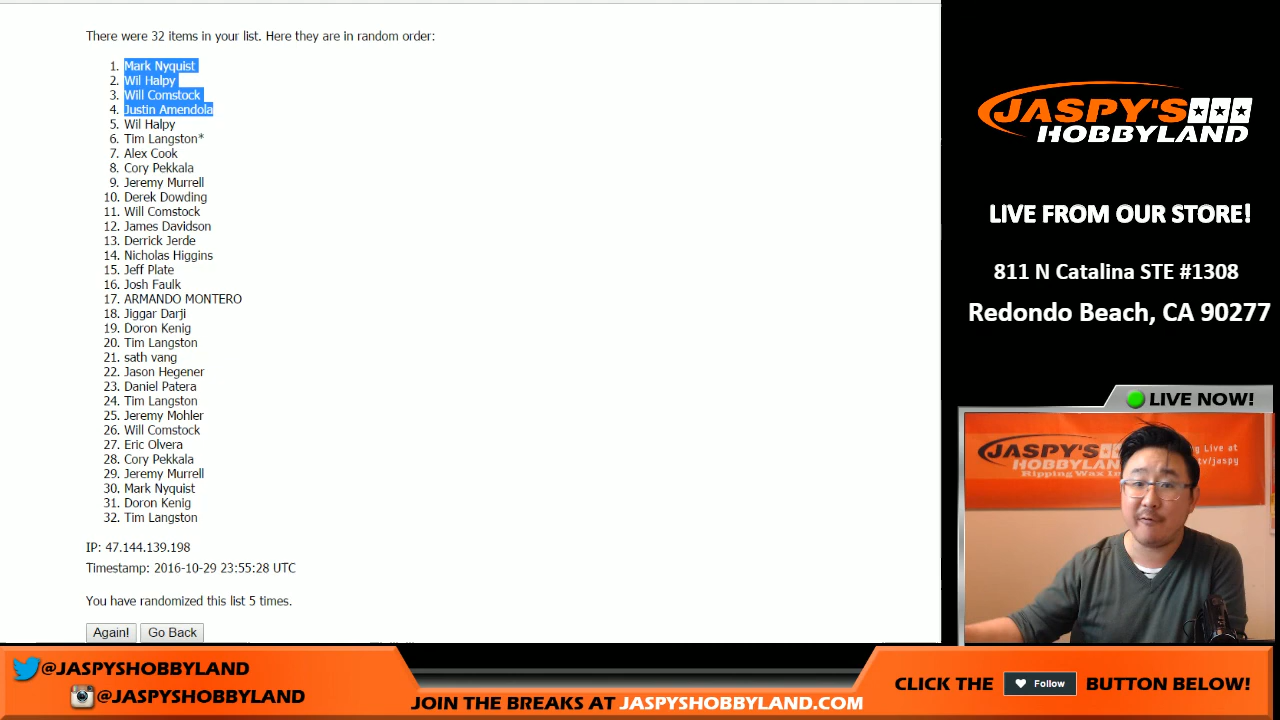 There were 32 items in your list. Here they are in random order:
1. Mark Nyquist
2. Wil Halpy
3. Will Comstock
4. Justin Amendola
5. Wil Halpy
6. Tim Langston*
7. Alex Cook
8. Cory Pekkala
9. Jeremy Murrell
10. Derek Dowding
11. Will Comstock
12. James Davidson
13. Derrick Jerde
14. Nicholas Higgins
15. Jeff Plate
16. Josh Faulk
17. ARMANDO MONTERO
18. Jiggar Darji
19. Doron Kenig
20. Tim Langston
21. sath vang
22. Jason Hegener
23. Daniel Patera
24. Tim Langston
25. Jeremy Mohler
26. Will Comstock
27. Eric Olvera
28. Cory Pekkala
29. Jeremy Murrell
30. Mark Nyquist
31. Doron Kenig
32. Tim Langston
IP: 47.144.139.198
Timestamp: 2016-10-29 23:55:28 UTC
You have randomized this list 5 times.
Again! Go Back
JASPY'S
HOBBYLAND
LIVE FROM OUR STORE!
811 N Catalina STE #1308
Redondo Beach, CA 90277
LIVE NOW!
JASPY'S
HOBBYLAN
Ripping Wax
g Live at
tv/jaspy
@JASPYSHOBBYLAND
@JASPYSHOBBYLAND
JOIN THE BREAKS AT JASPYSHOBBYLAND.COM
CLICK THE Follow BUTTON BELOW!